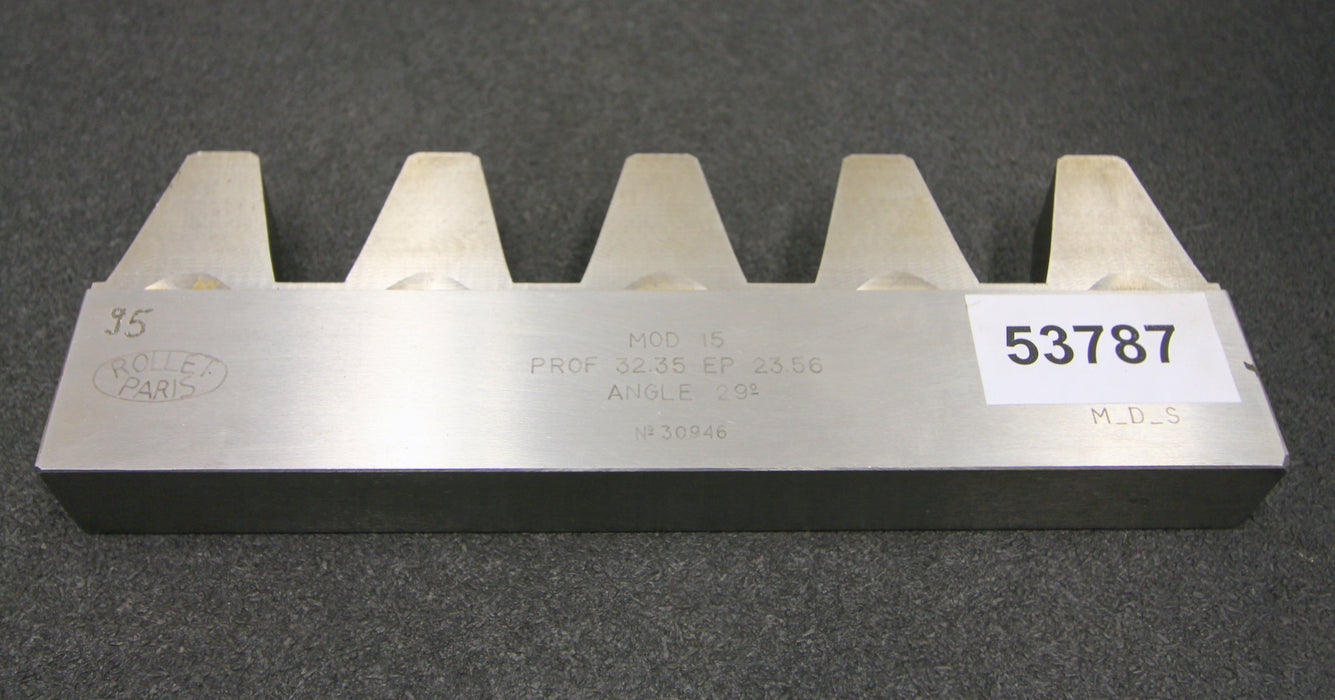 95
ROLLET
PARIS
MOD 15
PROF 32.35 EP 23.56
ANGLE 29º
Nº 30946
53787
M_D_S